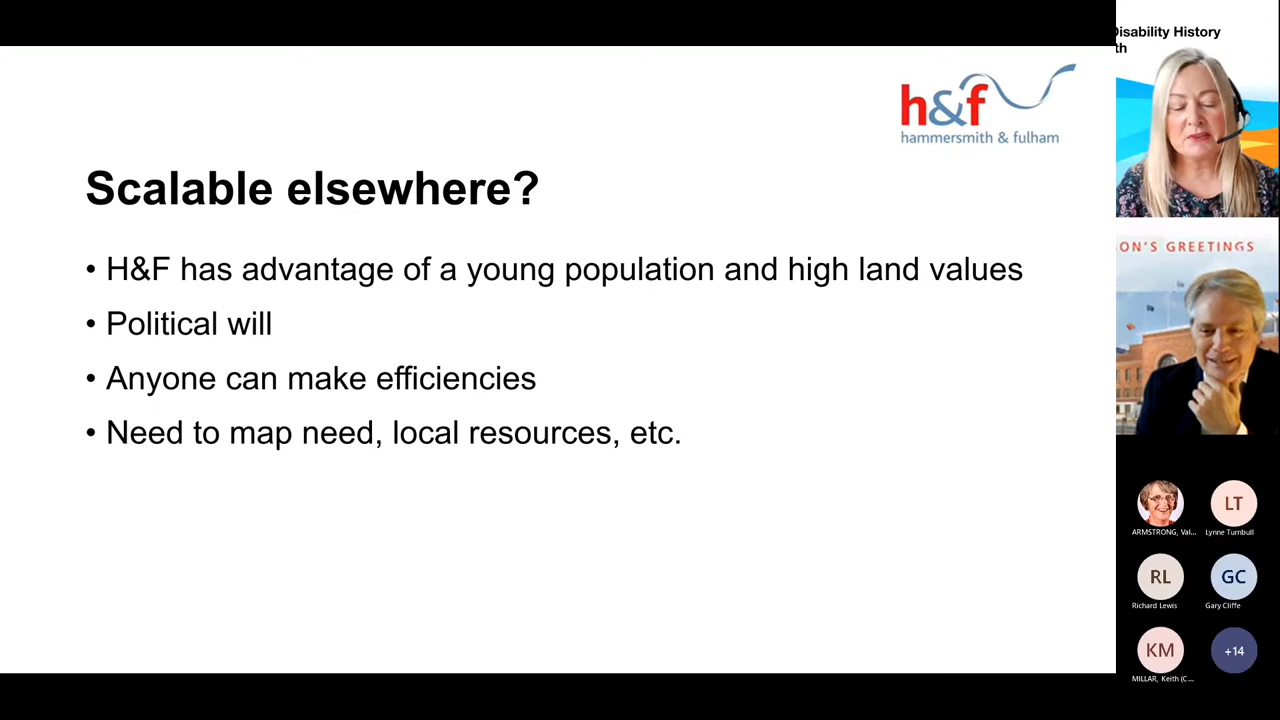 h&f
hammersmith & fulham
Scalable elsewhere?
• H&F has advantage of a young population and high land values
• Political will
• Anyone can make efficiencies
• Need to map need, local resources, etc.
Disability History
th
ON'S GREETINGS
ARMSTRONG, Val...
LT
Lynne Turnbull
RL
Richard Lewis
GC
Gary Cliffe
KM
MILLAR, Keith (C...
+14